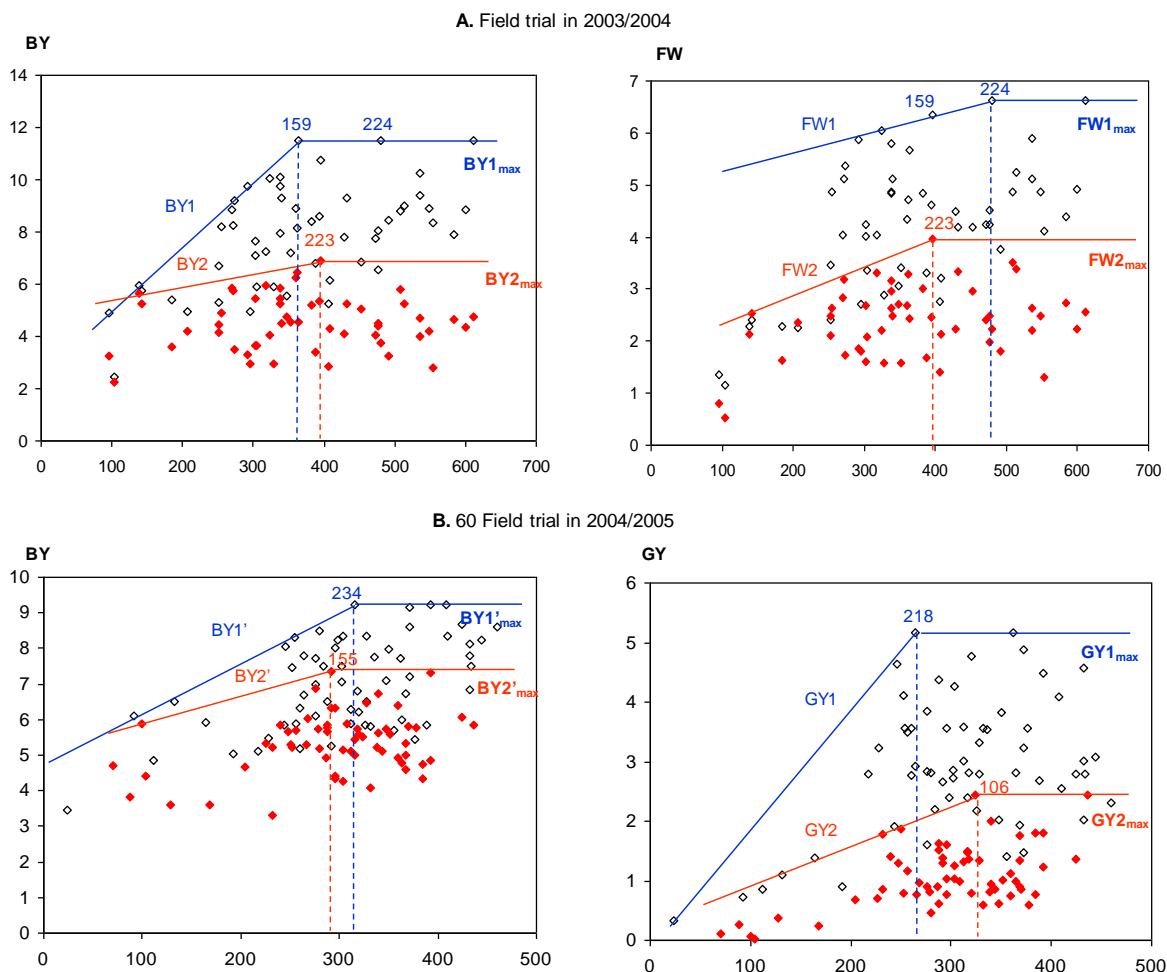 A. Field trial in 2003/2004
BY
14
12
10
8
6
4
2
0
0 100 200 300 400 500 600 700
159
224
BY1max
BY1
BY2
223
BY2max
FW
7
6
5
4
3
2
1
0
0 100 200 300 400 500 600 700
224
159
FW1
FW1max
223
FW2
FW2max
B. 60 Field trial in 2004/2005
BY
10
9
8
7
6
5
4
3
2
1
0
0 100 200 300 400 500
234
BY1'max
BY1'
155
BY2'
BY2'max
GY
6
5
4
3
2
1
0
0 100 200 300 400 500
218
GY1max
GY1
106
GY2
GY2max